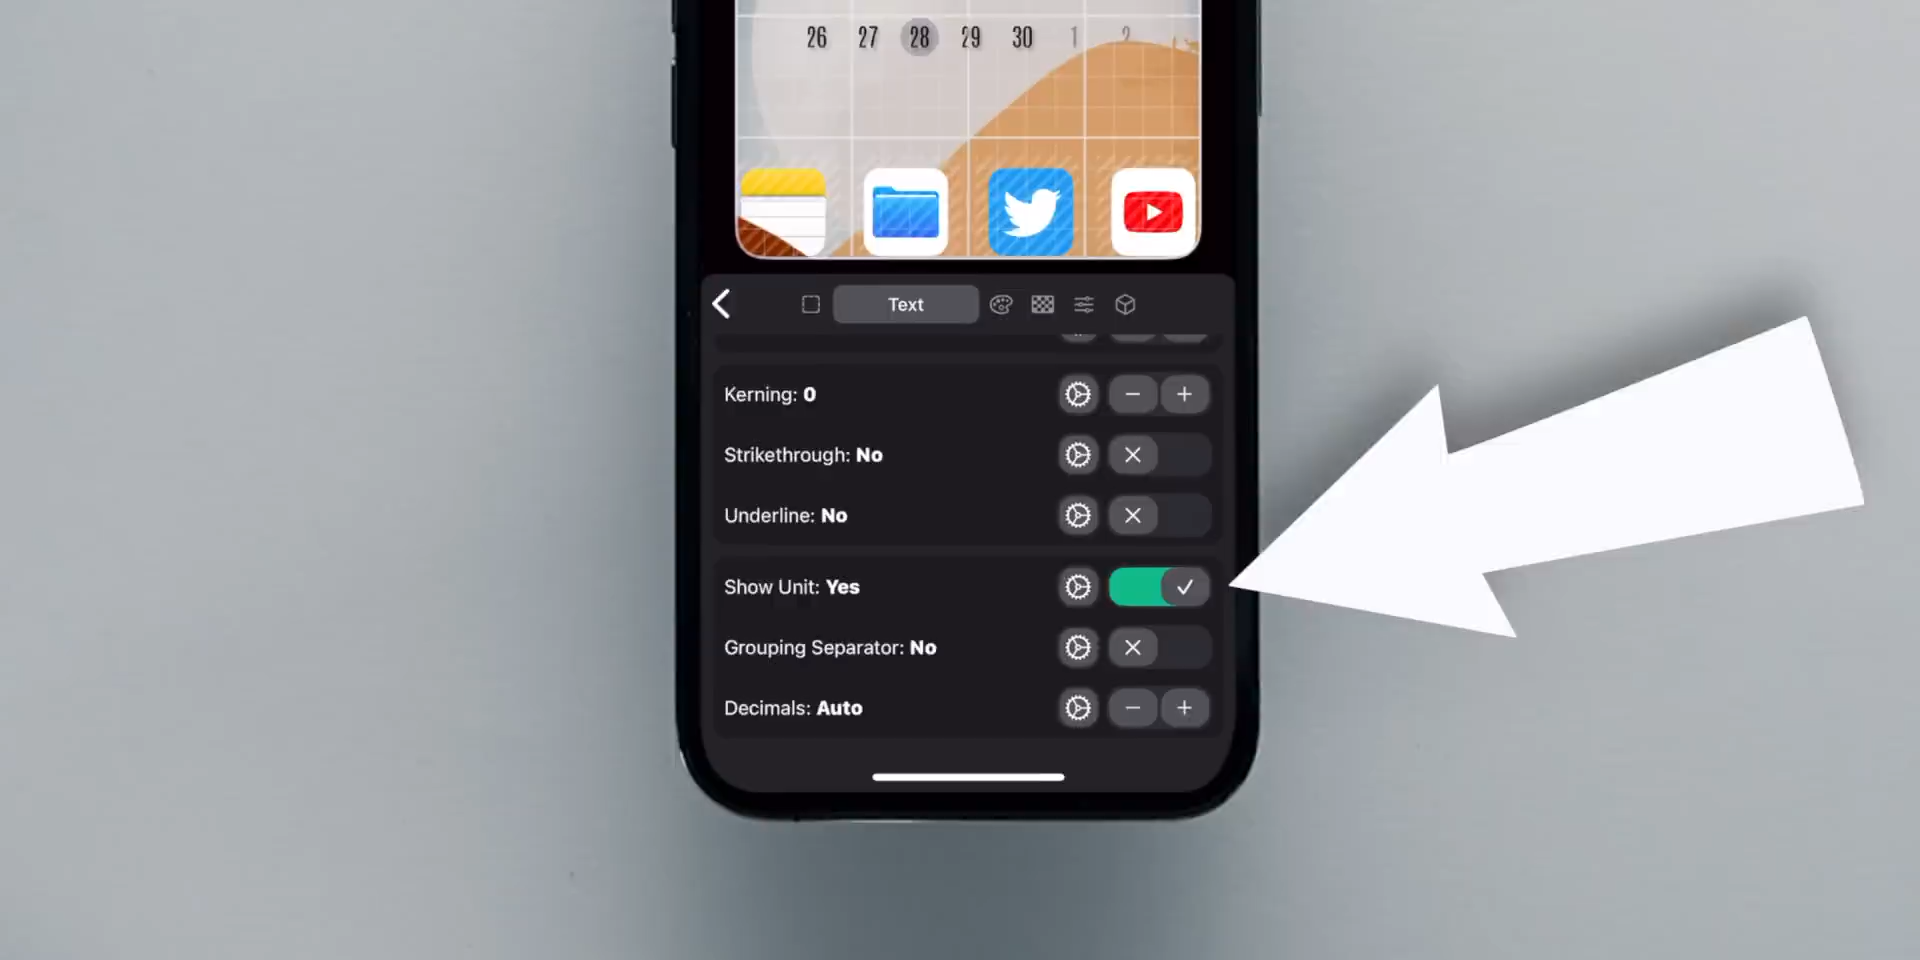 26 27 28 29 30 1 2
Text
Kerning: 0
Strikethrough: No
Underline: No
Show Unit: Yes
Grouping Separator: No
Decimals: Auto